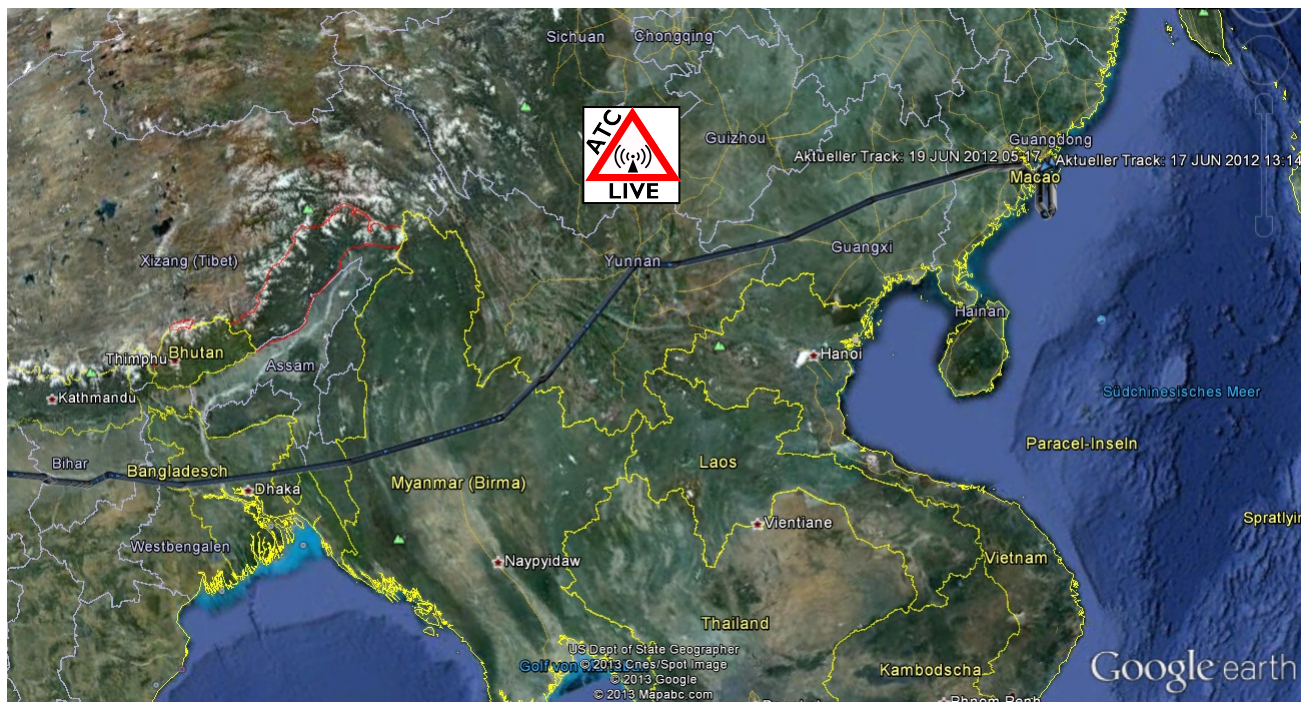 Sichuan
Chongqing
ATC
LIVE
Guizhou
Guangdong
Aktueller Track: 19 JUN 2012 05:17
Aktueller Track: 17 JUN 2012 13:14
Macao
Xizang (Tibet)
Yunnan
Guangxi
Hainan
Thimphu
Bhutan
Assam
Hanoi
Kathmandu
Südchinesisches Meer
Paracel-Inseln
Bihar
Bangladesch
Laos
Dhaka
Myanmar (Birma)
Vientiane
Westbengalen
Naypyidaw
Vietnam
Thailand
US Dept of State Geographer
Golf von
© 2013 Cnes/Spot Image
© 2013 Google
© 2013 Mapabc.com
Kambodscha
Google earth
Phnom Penh